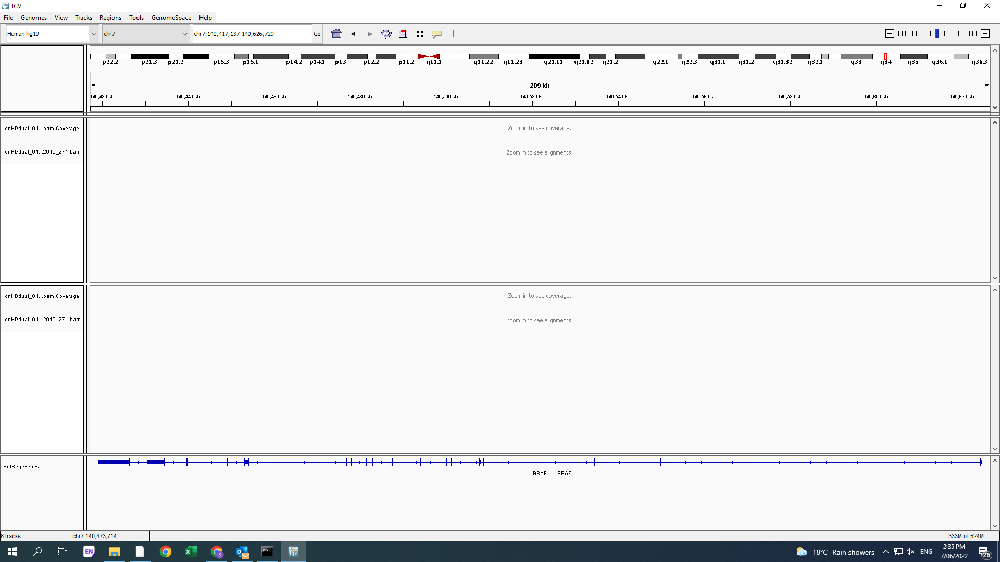 IGV
File Genomes View Tracks Regions Tools GenomeSpace Help
Human hg19 chr7 chr7:140,417,137-140,626,729 Go
p22.2 p21.3 p21.2 p15.3 p15.1 p14.2 p14.1 p13 p12.2 p11.2 q11.1 q11.22 q11.23 q21.11 q21.12 q21.2 q22.1 q22.3 q31.1 q31.2 q31.32 q32.1 q33 q34 q35 q36.1 q36.3
209 kb
140,420 kb 140,440 kb 140,460 kb 140,480 kb 140,500 kb 140,520 kb 140,540 kb 140,560 kb 140,580 kb 140,600 kb 140,620 kb
IonHDdual_01...bam Coverage Zoom in to see coverage.
IonHDdual_01...2019_271.bam Zoom in to see alignments.
IonHDdual_01...bam Coverage Zoom in to see coverage.
IonHDdual_01...2019_271.bam Zoom in to see alignments.
RefSeq Genes
BRAF BRAF
6 tracks chr7:140,473,714 333M of 524M
EN 18°C Rain showers ENG 2:35 PM
7/06/2022 26